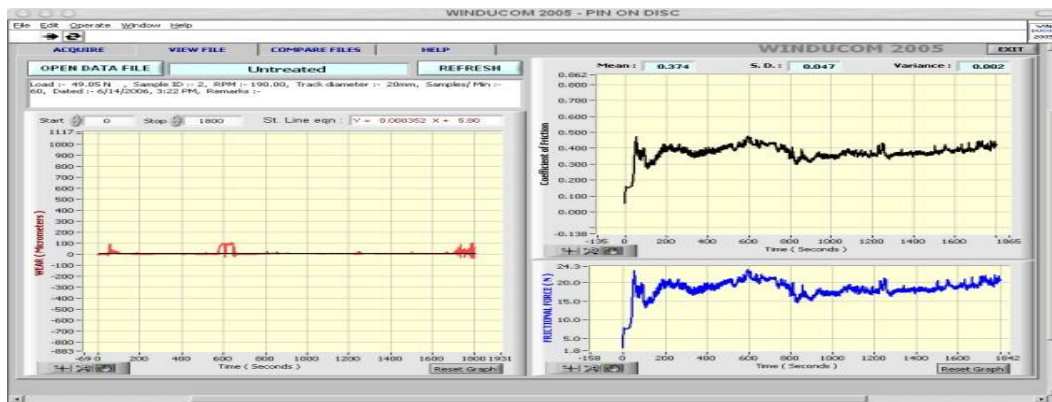 WINDUCOM 2005 - PIN ON DISC
File Edit Operate Window Help
ACQUIRE VIEW FILE COMPARE FILES HELP
WINDUCOM 2005 EXIT
OPEN DATA FILE Untreated REFRESH
Load :- 49.05 N , Sample ID :- 2, RPM :- 190.00, Track diameter :- 20mm, Samples/ Min :-
60, Dated :- 6/14/2006, 3:22 PM, Remarks :-
Start 0 Stop 1800 St. Line eqn : Y = 0.000352 X + 5.80
1117
1000
900
800
700
600
500
400
300
200
100
0
-100
-200
-300
-400
-500
-600
-700
-800
-883
WEAR ( Micrometers )
-69 0 200 400 600 800 1000 1200 1400 1600 1800 1931
Time ( Seconds )
Reset Graph
Mean : 0.374 S. D. : 0.047 Variance : 0.002
0.862
0.800
0.700
0.600
0.500
0.400
0.300
0.200
0.100
0.000
-0.138
Coefficient of Friction
-135 0 200 400 600 800 1000 1200 1400 1600 1865
Time ( Seconds )
24.3
20.0
15.0
10.0
5.0
1.8
FRICTIONAL FORCE ( N )
-158 0 200 400 600 800 1000 1200 1400 1600 1842
Time ( Seconds )
Reset Graph